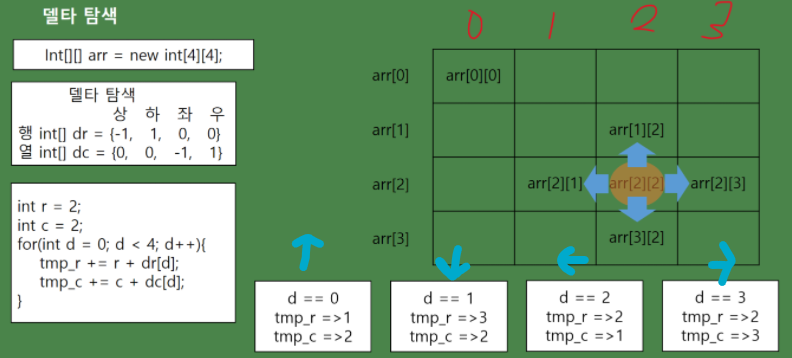 델타 탐색
Int[][] arr = new int[4][4];
델타 탐색
상 하 좌 우
행 int[] dr = {-1, 1, 0, 0}
열 int[] dc = {0, 0, -1, 1}
int r = 2;
int c = 2;
for(int d = 0; d < 4; d++){
tmp_r += r + dr[d];
tmp_c += c + dc[d];
}
0 1 2 3
arr[0] arr[0][0]
arr[1] arr[1][2]
arr[2] arr[2][1] arr[2][2] arr[2][3]
arr[3] arr[3][2]
d == 0
tmp_r =>1
tmp_c =>2
d == 1
tmp_r =>3
tmp_c =>2
d == 2
tmp_r =>2
tmp_c =>1
d == 3
tmp_r =>2
tmp_c =>3